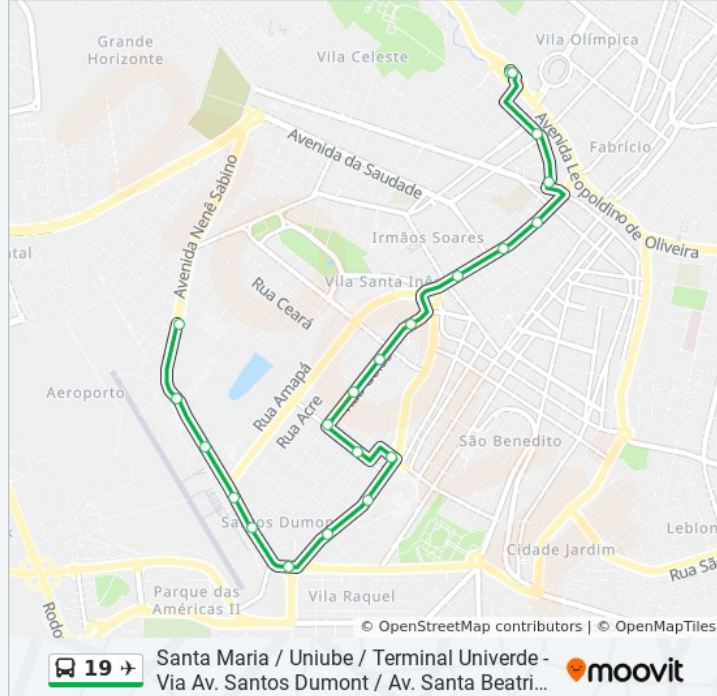 Grande
Horizonte
Vila Celeste
Vila Olímpica
Avenida Leopoldino de Oliveira
Fabrício
Avenida da Saudade
Avenida Nenê Sabino
Irmãos Soares
Vila Santa Inê
Rua Ceará
Aeroporto
Rua Amapá
Rua Acre
São Benedito
Santos Dumon
Cidade Jardim
Leblon
Rua Sã
Parque das
Américas II
Vila Raquel
Rodo
© OpenStreetMap contributors | © OpenMapTiles
19
Santa Maria / Uniube / Terminal Univerde -
Via Av. Santos Dumont / Av. Santa Beatri...
moovit